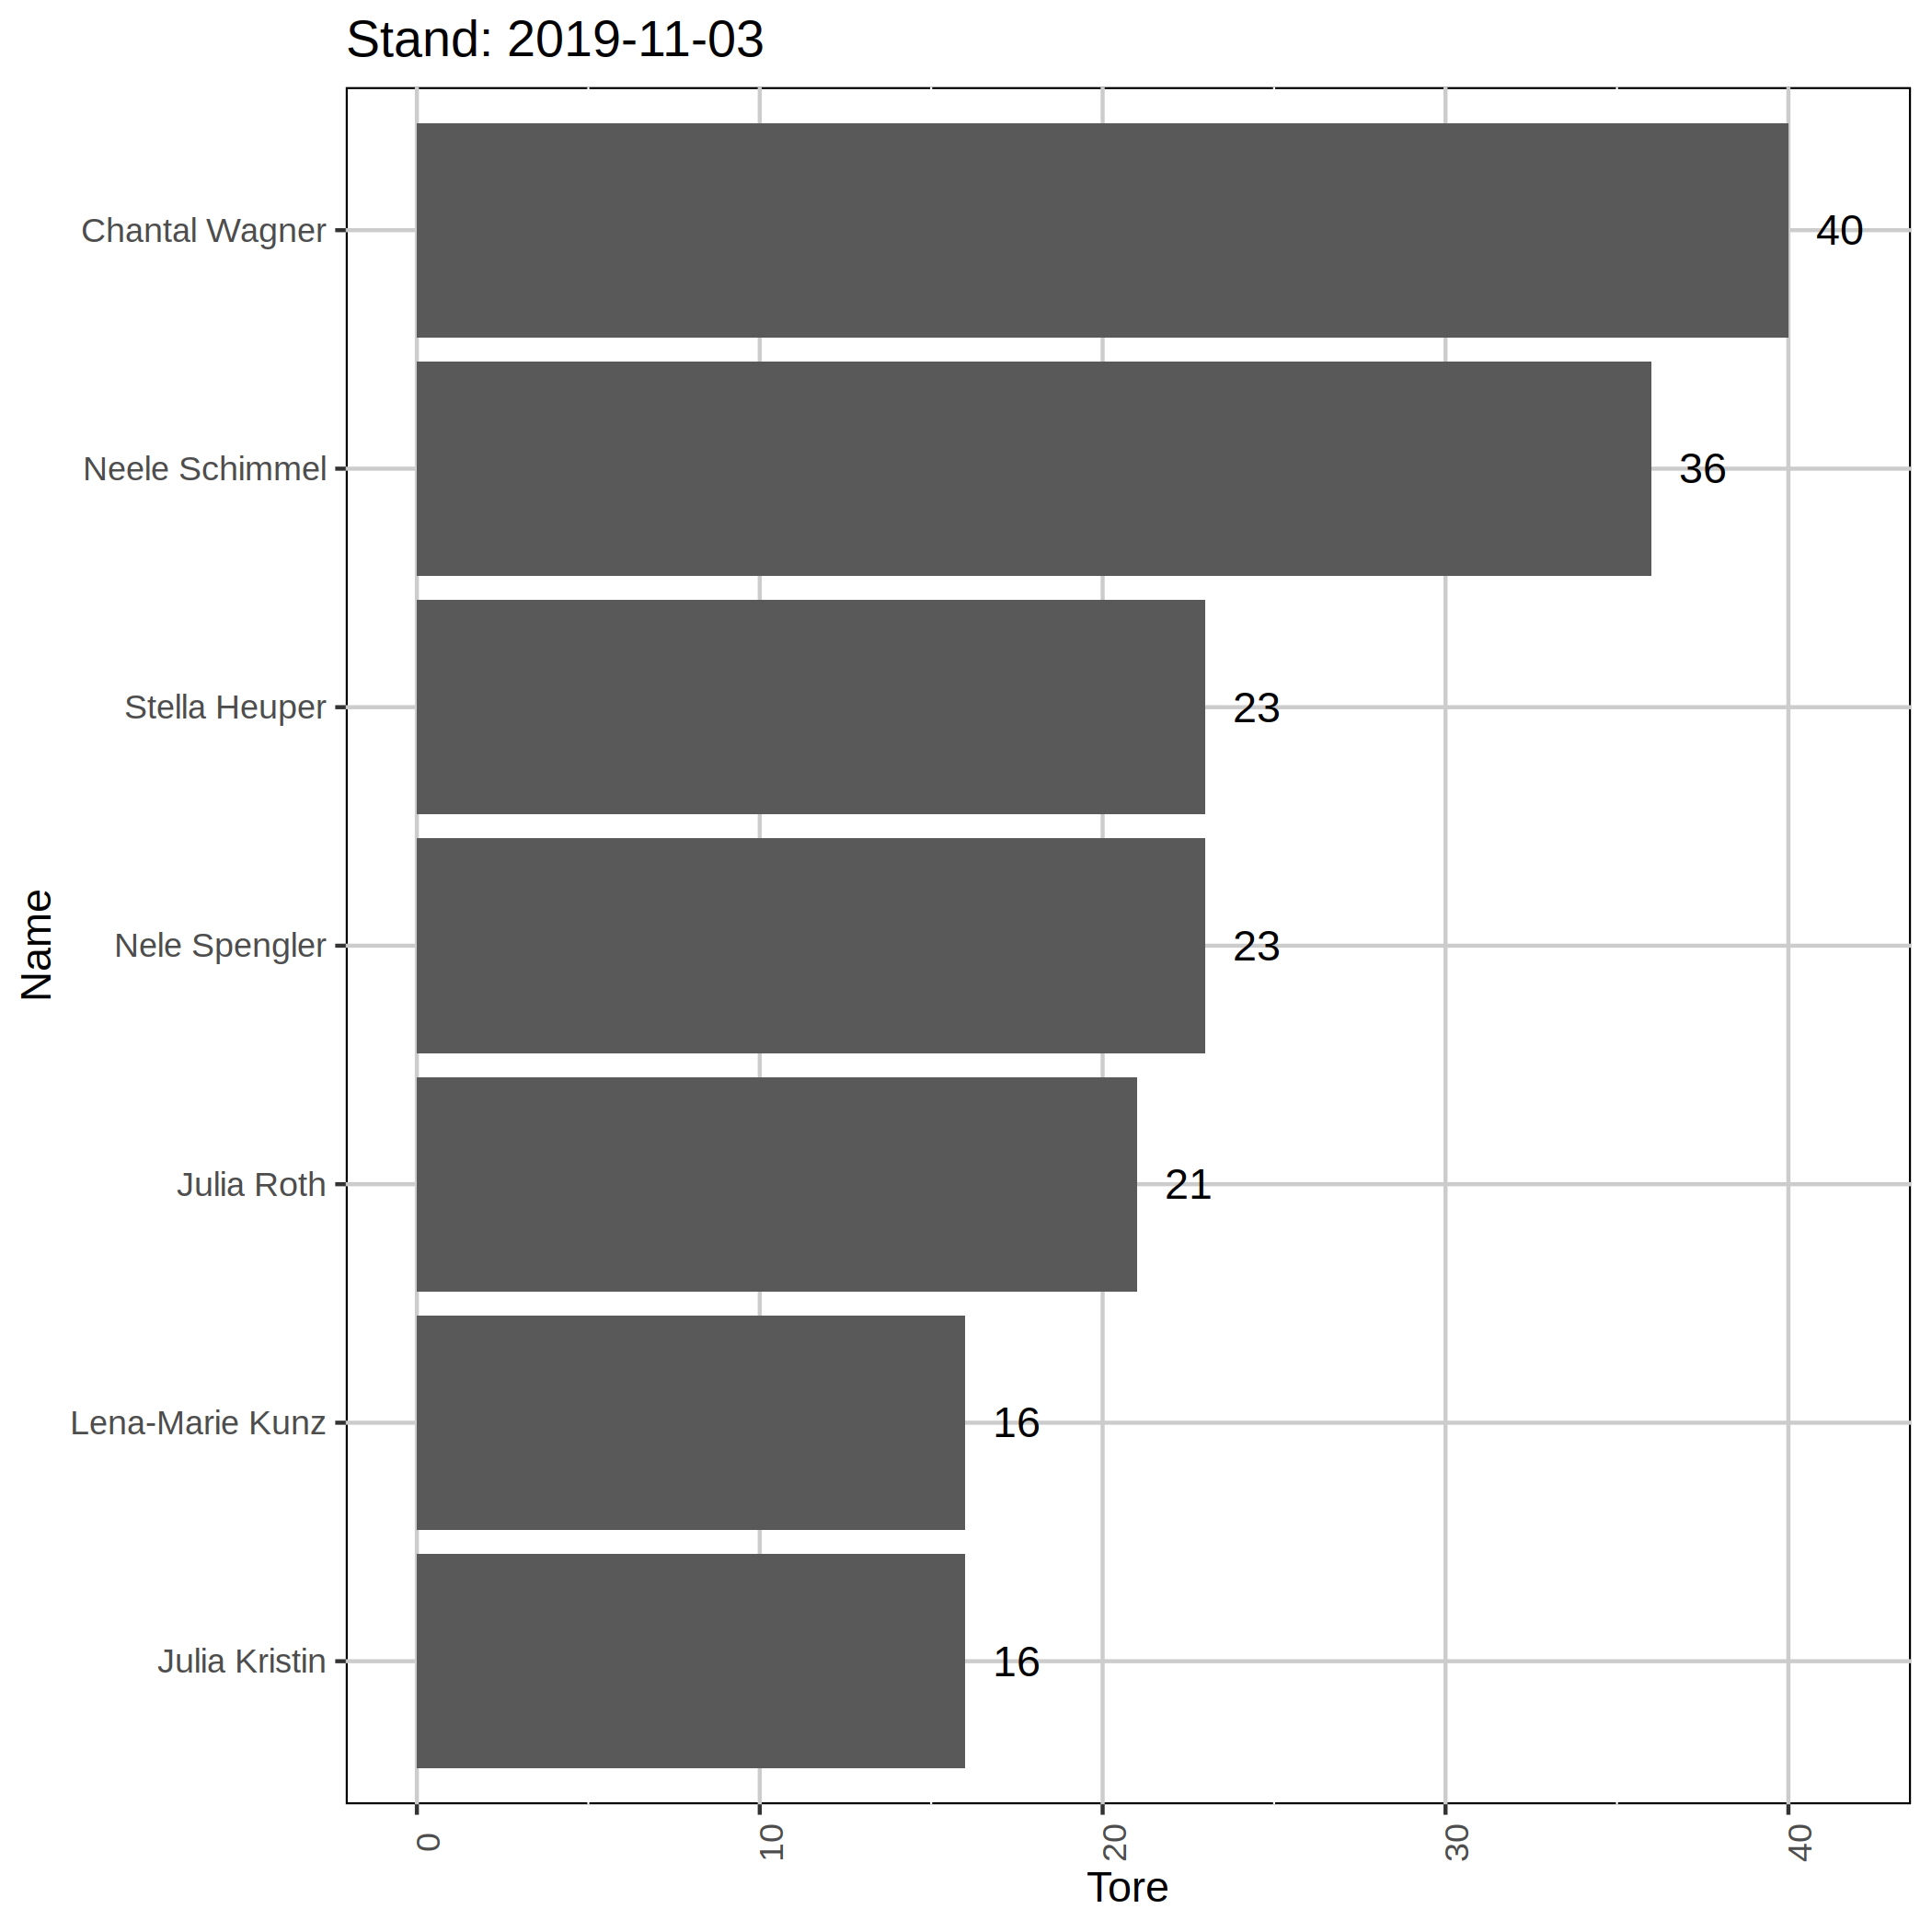 Stand: 2019-11-03
Chantal Wagner
40
Neele Schimmel
36
Stella Heuper
23
Nele Spengler
23
Julia Roth
21
Lena-Marie Kunz
16
Julia Kristin
16
Name
0
10
20
30
40
Tore